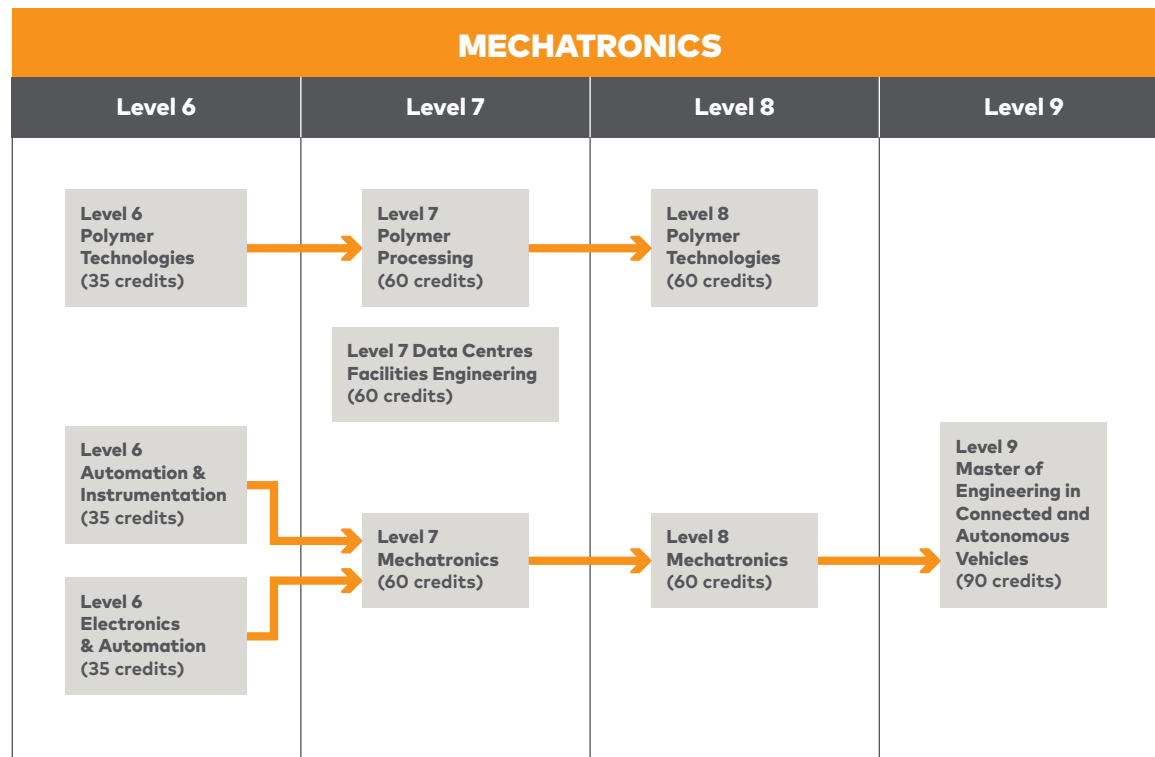 MECHATRONICS
Level 6
Level 7
Level 8
Level 9
Level 6
Polymer
Technologies
(35 credits)
Level 7
Polymer
Processing
(60 credits)
Level 8
Polymer
Technologies
(60 credits)
Level 7 Data Centres
Facilities Engineering
(60 credits)
Level 6
Automation &
Instrumentation
(35 credits)
Level 6
Electronics
& Automation
(35 credits)
Level 7
Mechatronics
(60 credits)
Level 8
Mechatronics
(60 credits)
Level 9
Master of
Engineering in
Connected and
Autonomous
Vehicles
(90 credits)